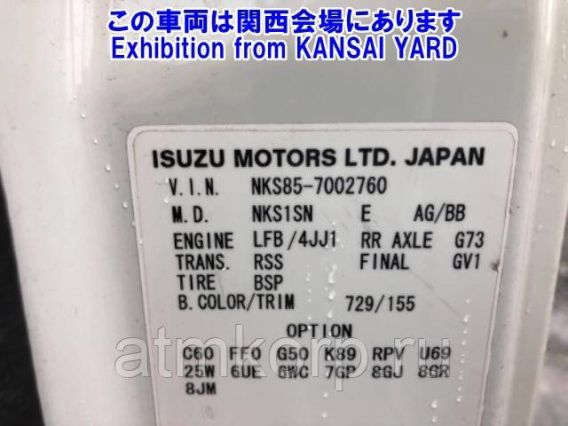 この車両は関西会場にあります
Exhibition from KANSAI YARD
ISUZU MOTORS LTD. JAPAN
V.I.N. NKS85-7002760
M.D. NKS1SN E AG/BB
ENGINE LFB/4JJ1 RR AXLE G73
TRANS. RSS FINAL GV1
TIRE BSP
B.COLOR/TRIM 729/155
OPTION
C60 FF0 G50 K89 RPV U69
25W 6UE 6WC 7GP 8GJ 8GR
8JM
atmkorp.ru